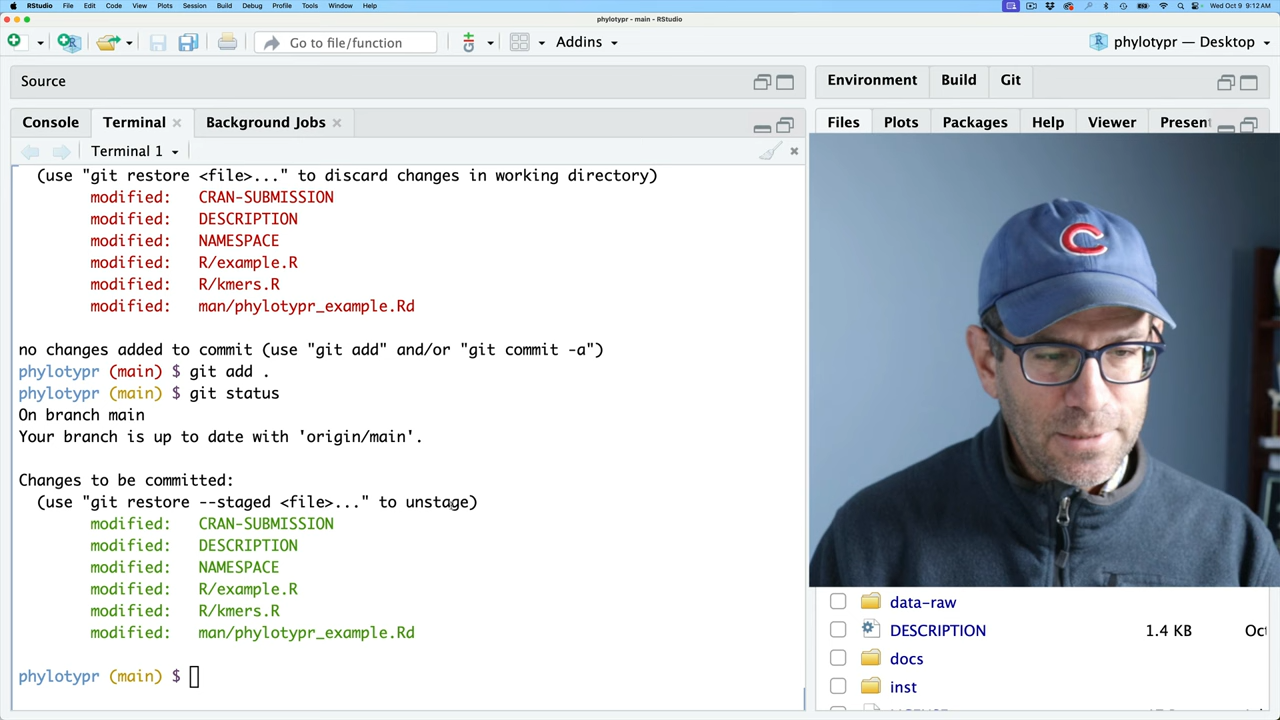 RStudio File Edit Code View Plots Session Build Debug Profile Tools Window Help
Wed Oct 9 9:12 AM
phylotypr - main - RStudio
Go to file/function
Addins
phylotypr — Desktop
Source
Environment Build Git
Console Terminal Background Jobs
Files Plots Packages Help Viewer Present
Terminal 1
(use "git restore <file>..." to discard changes in working directory)
modified: CRAN-SUBMISSION
modified: DESCRIPTION
modified: NAMESPACE
modified: R/example.R
modified: R/kmers.R
modified: man/phylotypr_example.Rd
no changes added to commit (use "git add" and/or "git commit -a")
phylotypr (main) $ git add .
phylotypr (main) $ git status
On branch main
Your branch is up to date with 'origin/main'.
Changes to be committed:
(use "git restore --staged <file>..." to unstage)
modified: CRAN-SUBMISSION
modified: DESCRIPTION
modified: NAMESPACE
modified: R/example.R
modified: R/kmers.R
modified: man/phylotypr_example.Rd
phylotypr (main) $
C
data-raw
DESCRIPTION 1.4 KB Oct
docs
inst